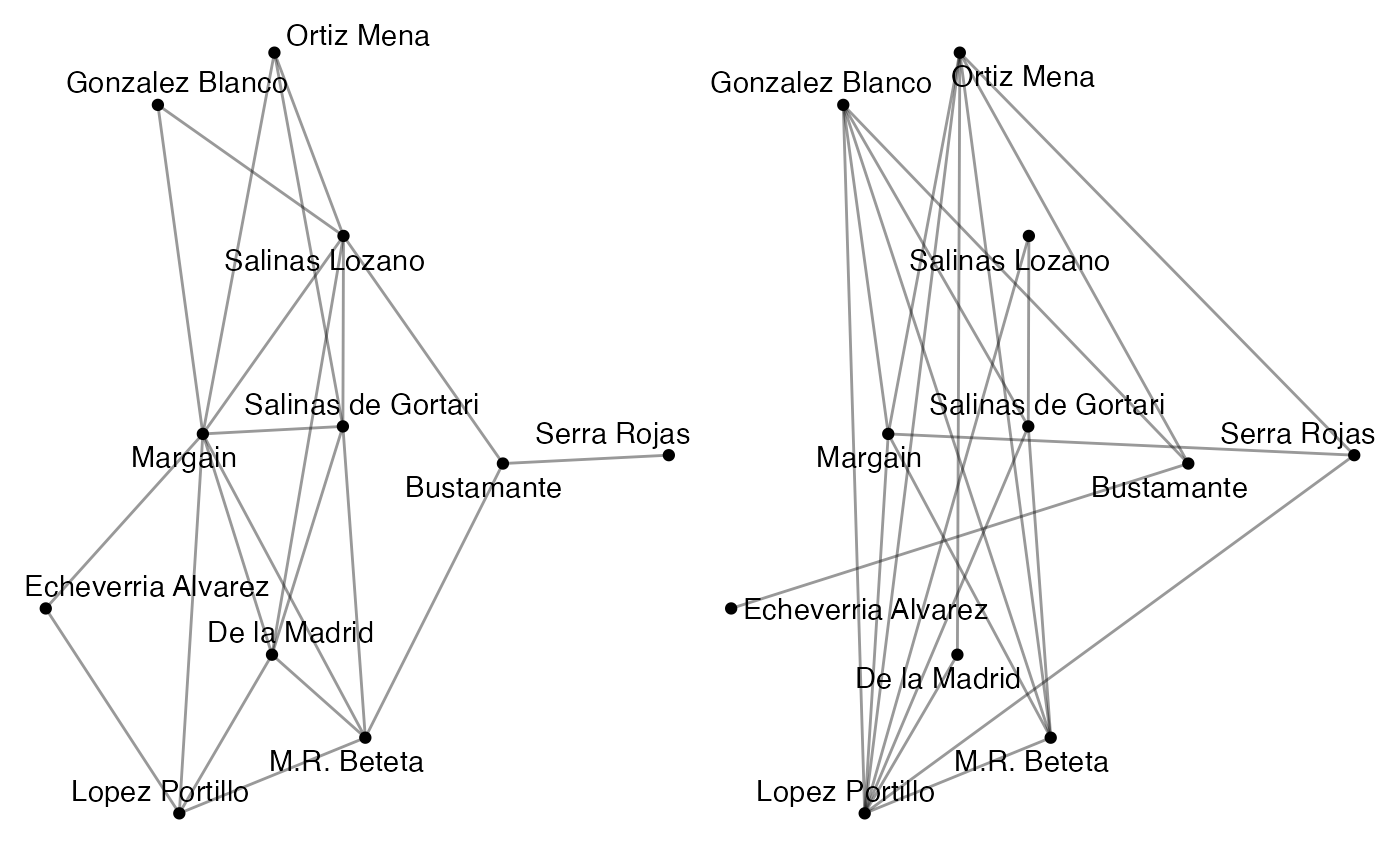 Ortiz Mena
Gonzalez Blanco
Salinas Lozano
Salinas de Gortari
Serra Rojas
Margain
Bustamante
Echeverria Alvarez
De la Madrid
M.R. Beteta
Lopez Portillo
Gonzalez Blanco
Ortiz Mena
Salinas Lozano
Salinas de Gortari
Serra Rojas
Margain
Bustamante
Echeverria Alvarez
De la Madrid
M.R. Beteta
Lopez Portillo